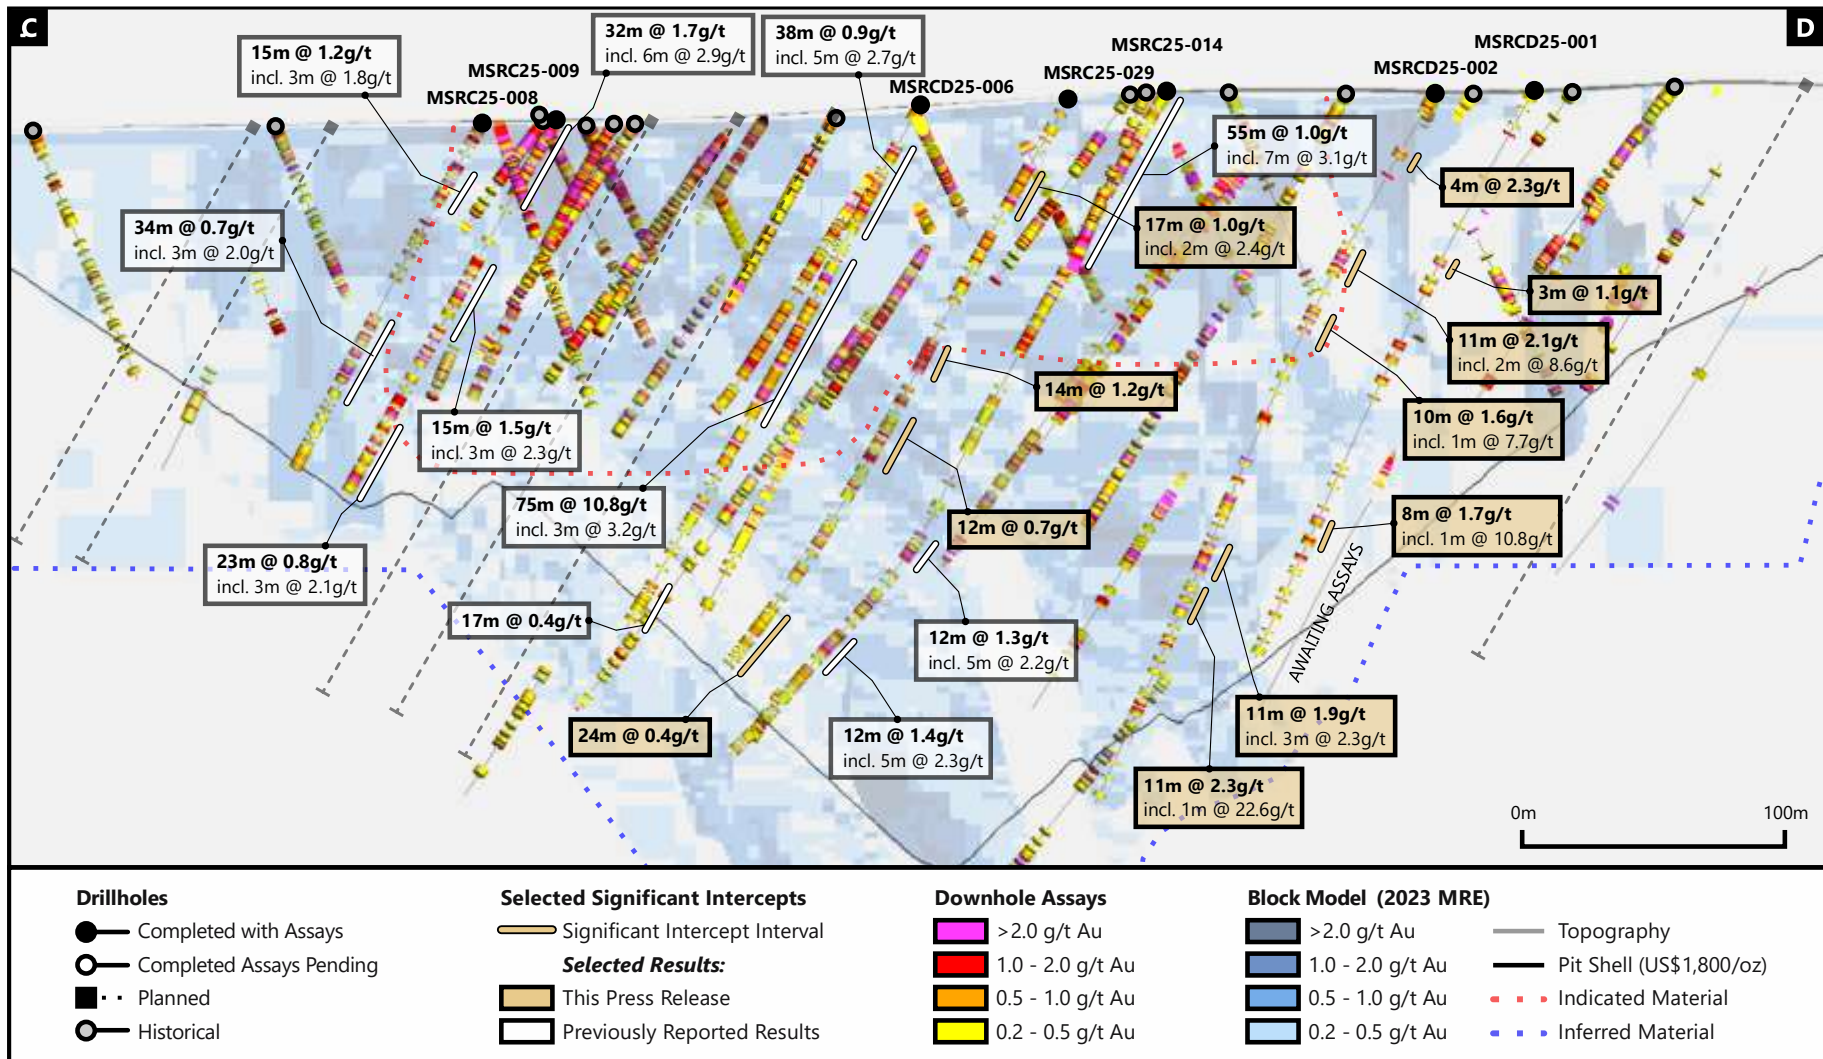 C
D
32m @ 1.7g/t
incl. 6m @ 2.9g/t
38m @ 0.9g/t
incl. 5m @ 2.7g/t
15m @ 1.2g/t
incl. 3m @ 1.8g/t
MSRC25-009
MSRC25-008
MSRCD25-006
MSRC25-014
MSRC25-029
MSRCD25-001
MSRCD25-002
55m @ 1.0g/t
incl. 7m @ 3.1g/t
4m @ 2.3g/t
34m @ 0.7g/t
incl. 3m @ 2.0g/t
17m @ 1.0g/t
incl. 2m @ 2.4g/t
3m @ 1.1g/t
11m @ 2.1g/t
incl. 2m @ 8.6g/t
14m @ 1.2g/t
10m @ 1.6g/t
incl. 1m @ 7.7g/t
15m @ 1.5g/t
incl. 3m @ 2.3g/t
75m @ 10.8g/t
incl. 3m @ 3.2g/t
12m @ 0.7g/t
8m @ 1.7g/t
incl. 1m @ 10.8g/t
23m @ 0.8g/t
incl. 3m @ 2.1g/t
AWAITING ASSAYS
17m @ 0.4g/t
12m @ 1.3g/t
incl. 5m @ 2.2g/t
24m @ 0.4g/t
12m @ 1.4g/t
incl. 5m @ 2.3g/t
11m @ 1.9g/t
incl. 3m @ 2.3g/t
11m @ 2.3g/t
incl. 1m @ 22.6g/t
0m
100m
Drillholes
Completed with Assays
Completed Assays Pending
Planned
Historical
Selected Significant Intercepts
Significant Intercept Interval
Selected Results:
This Press Release
Previously Reported Results
Downhole Assays
>2.0 g/t Au
1.0 - 2.0 g/t Au
0.5 - 1.0 g/t Au
0.2 - 0.5 g/t Au
Block Model (2023 MRE)
>2.0 g/t Au
1.0 - 2.0 g/t Au
0.5 - 1.0 g/t Au
0.2 - 0.5 g/t Au
Topography
Pit Shell (US$1,800/oz)
Indicated Material
Inferred Material